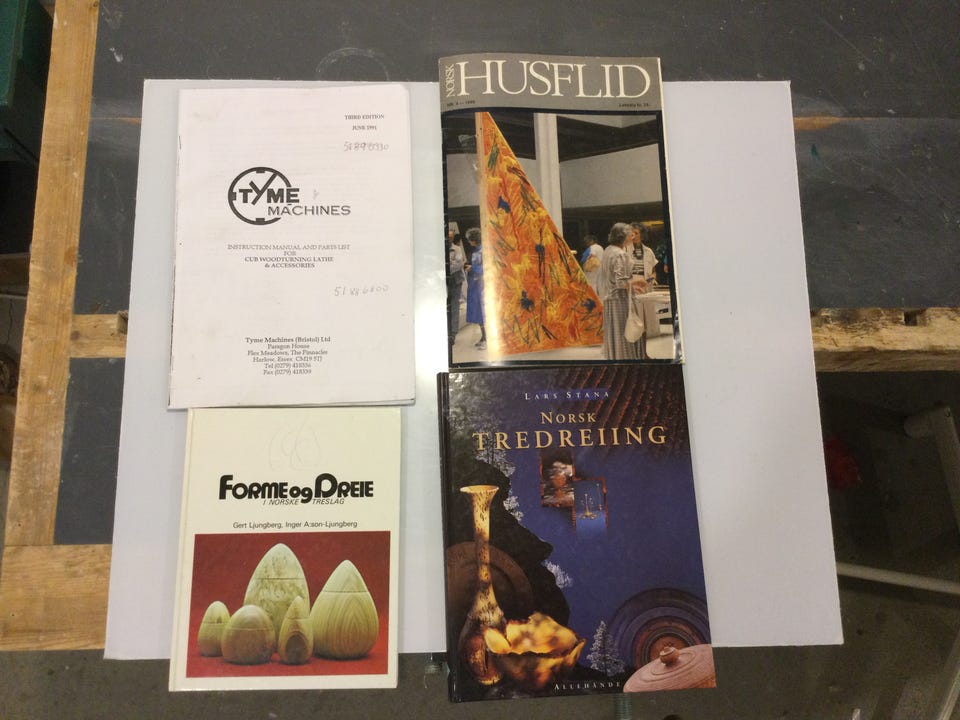 THIRD EDITION
JUNE 1991
TYME
MACHINES
INSTRUCTION MANUAL AND PARTS LIST
FOR
CUB WOODTURNING LATHE
& ACCESSORIES
Tyme Machines (Bristol) Ltd
Paragon House
Flex Meadows, The Pinnacles
Harlow, Essex CM19 5TJ
Tel (0279) 418336
Fax (0279) 418339
NORSK HUSFLID
LARS STANA
NORSK
TREDREIING
ALLEHÅNDE
FORME og DREIE
I NORSKE TRESLAG
Gert Ljungberg, Inger A:son-Ljungberg